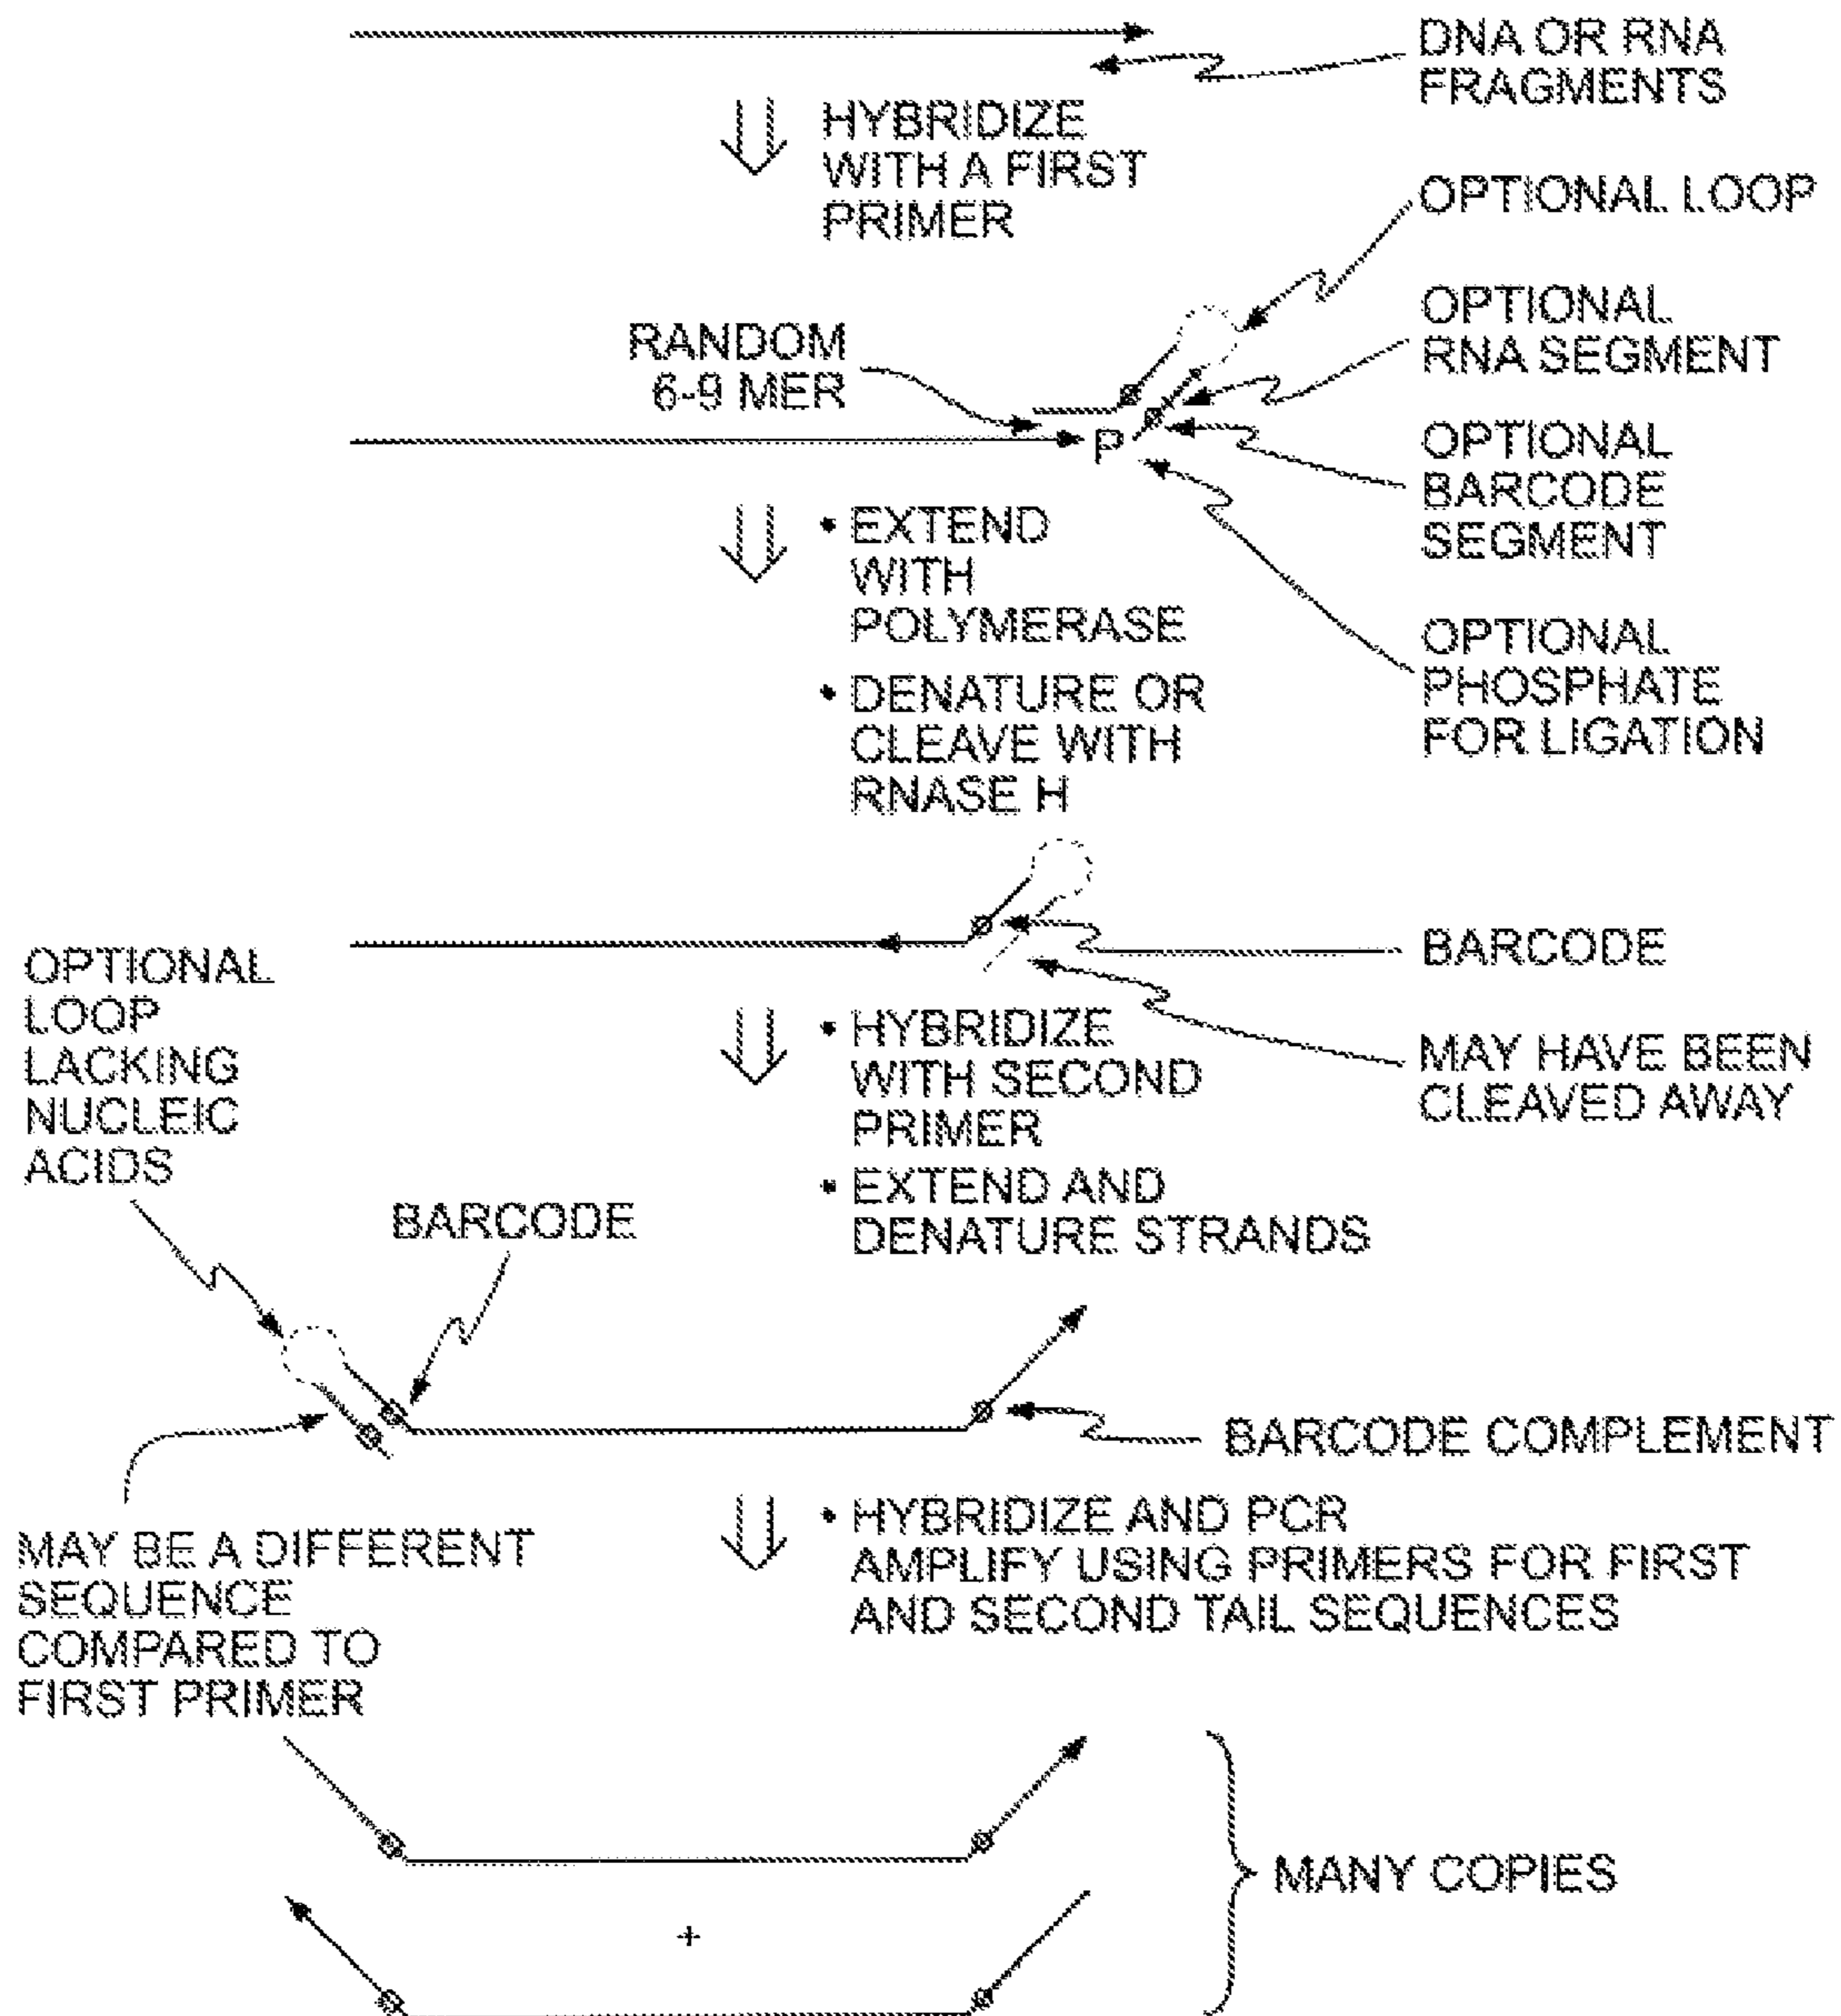 DNA OR RNA
FRAGMENTS
HYBRIDIZE
WITH A FIRST
PRIMER
OPTIONAL LOOP
OPTIONAL
RNA SEGMENT
RANDOM
6-9 MER
P
OPTIONAL
BARCODE
SEGMENT
• EXTEND
WITH
POLYMERASE
• DENATURE OR
CLEAVE WITH
RNASE H
OPTIONAL
PHOSPHATE
FOR LIGATION
BARCODE
MAY HAVE BEEN
CLEAVED AWAY
OPTIONAL
LOOP
LACKING
NUCLEIC
ACIDS
• HYBRIDIZE
WITH SECOND
PRIMER
• EXTEND AND
DENATURE STRANDS
BARCODE
BARCODE COMPLEMENT
MAY BE A DIFFERENT
SEQUENCE
COMPARED TO
FIRST PRIMER
• HYBRIDIZE AND PCR
AMPLIFY USING PRIMERS FOR FIRST
AND SECOND TAIL SEQUENCES
MANY COPIES
+